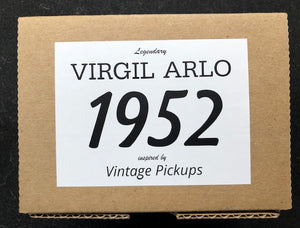 Legendary
VIRGIL ARLO
1952
inspired by
Vintage Pickups